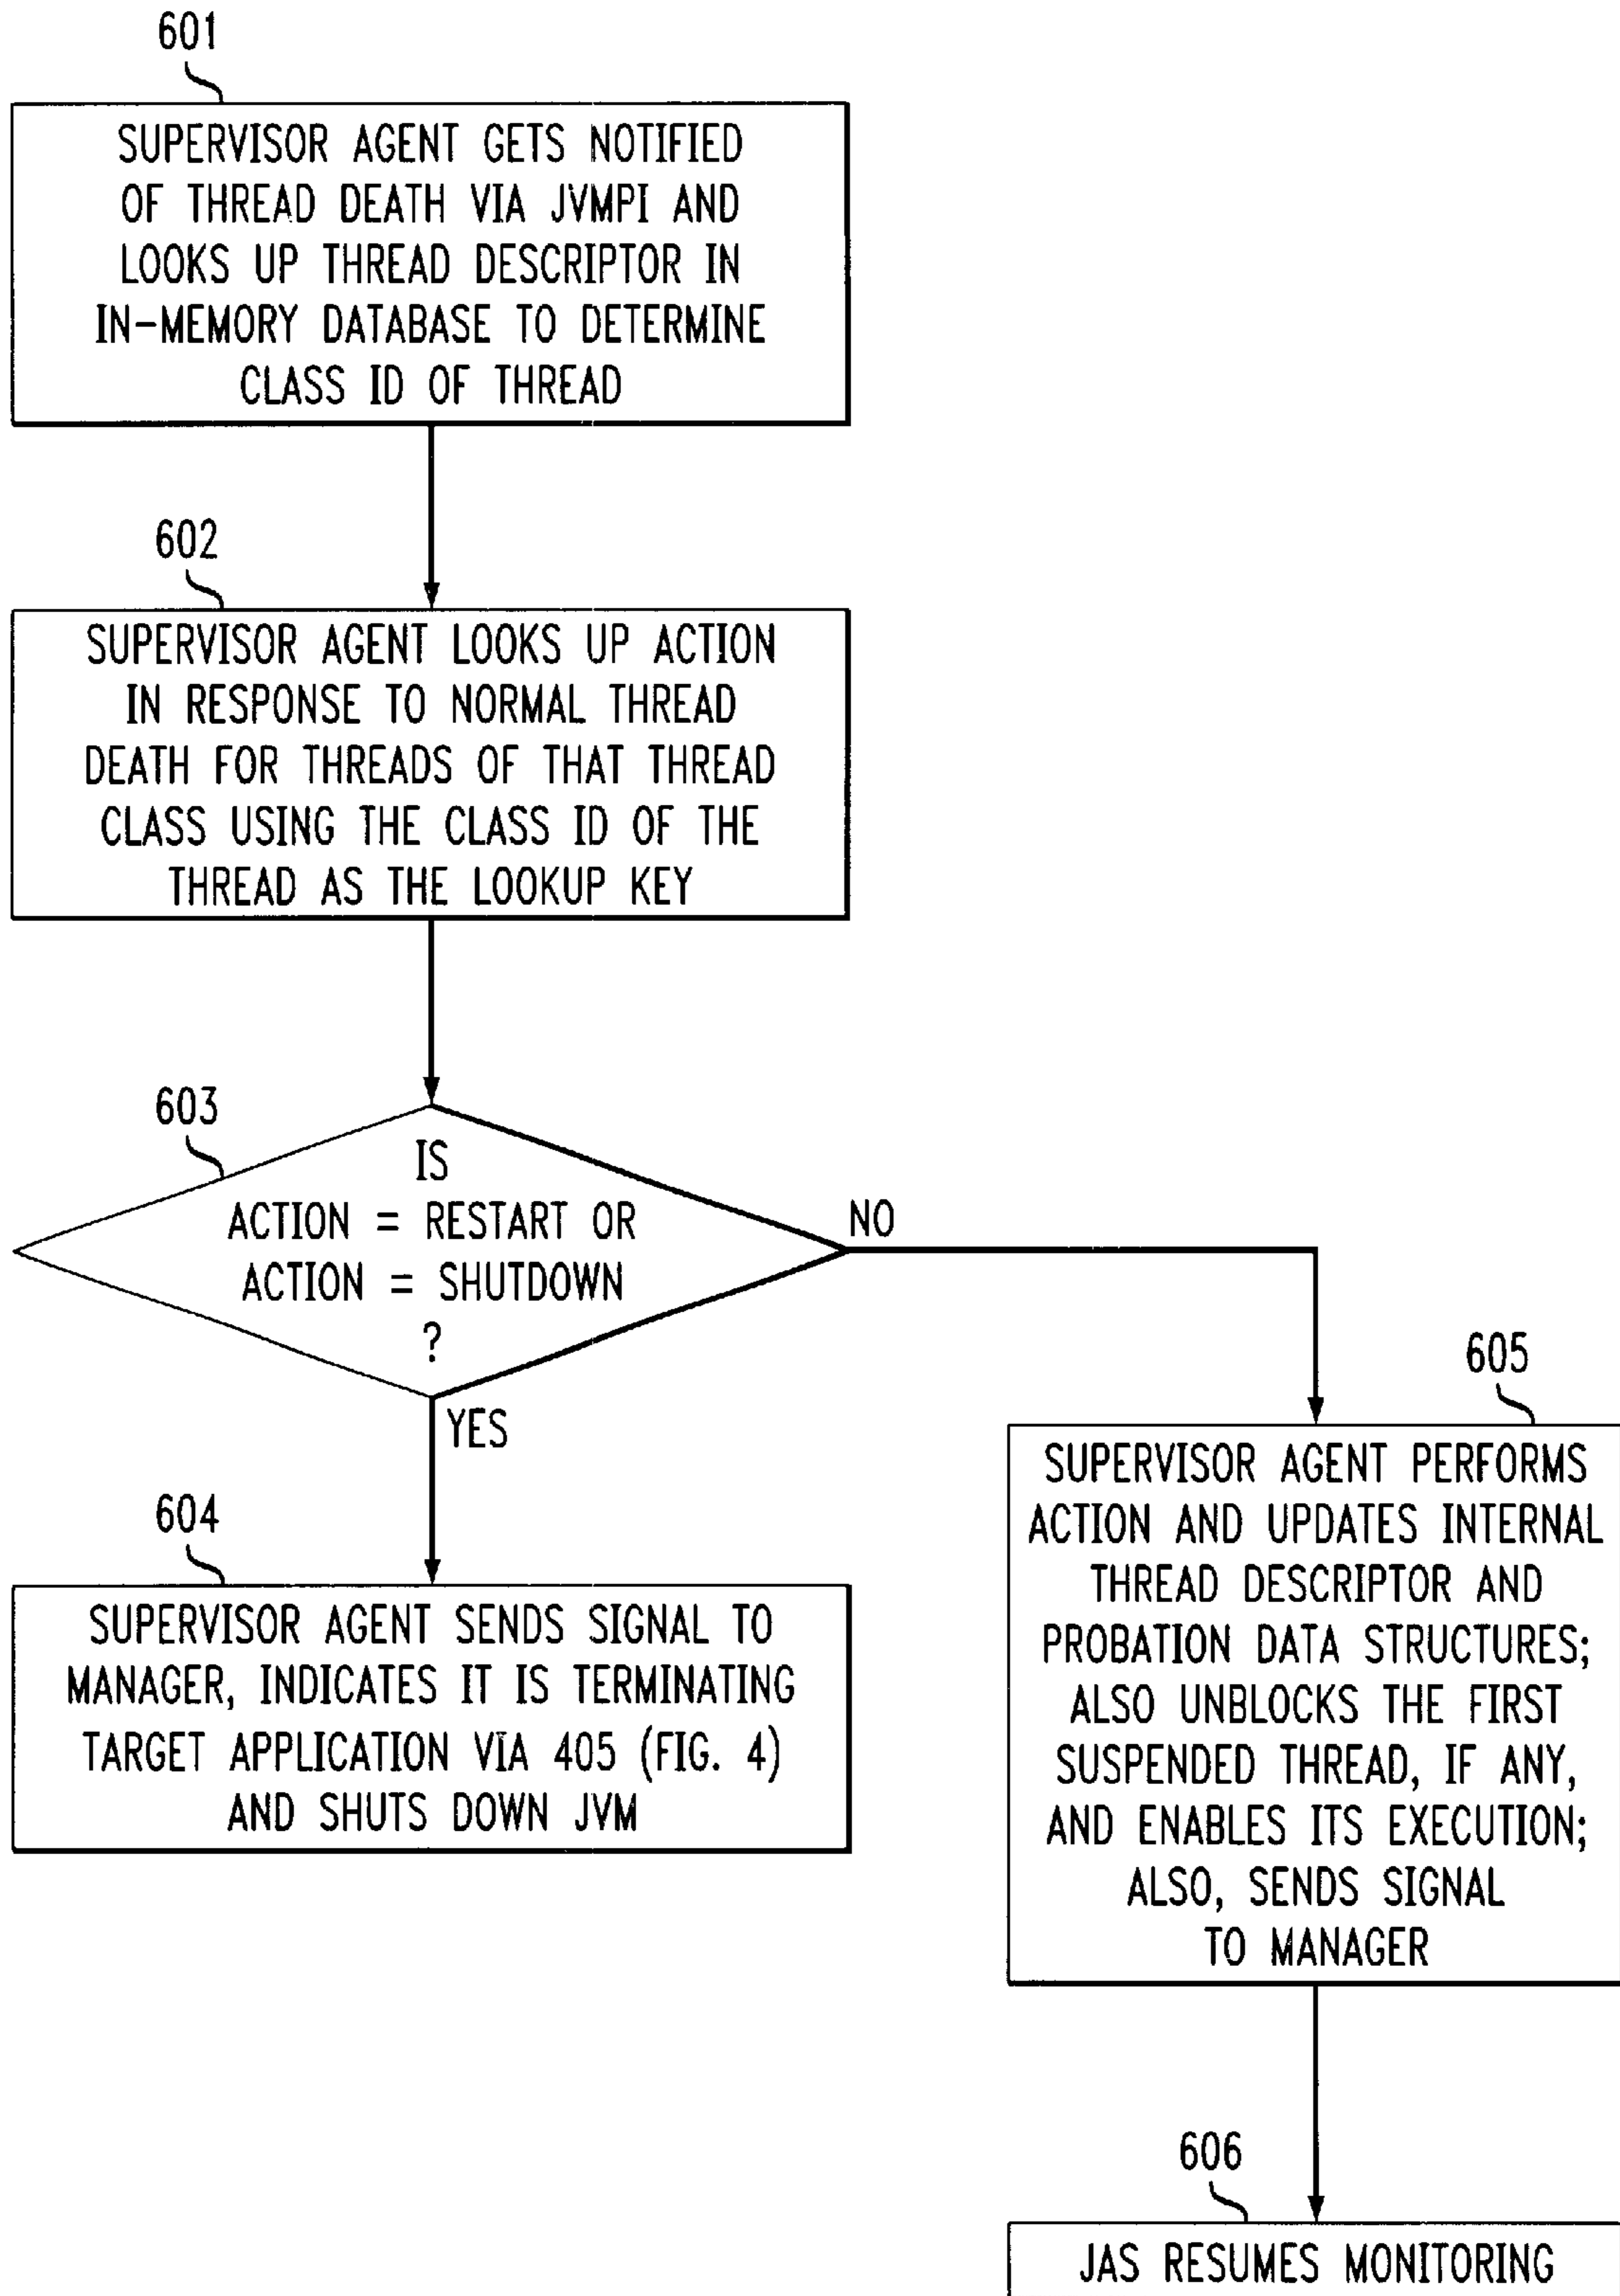 601
SUPERVISOR AGENT GETS NOTIFIED
OF THREAD DEATH VIA JVMPI AND
LOOKS UP THREAD DESCRIPTOR IN
IN-MEMORY DATABASE TO DETERMINE
CLASS ID OF THREAD
602
SUPERVISOR AGENT LOOKS UP ACTION
IN RESPONSE TO NORMAL THREAD
DEATH FOR THREADS OF THAT THREAD
CLASS USING THE CLASS ID OF THE
THREAD AS THE LOOKUP KEY
603
IS
ACTION = RESTART OR
ACTION = SHUTDOWN
?
NO
YES
604
SUPERVISOR AGENT SENDS SIGNAL TO
MANAGER, INDICATES IT IS TERMINATING
TARGET APPLICATION VIA 405 (FIG. 4)
AND SHUTS DOWN JVM
605
SUPERVISOR AGENT PERFORMS
ACTION AND UPDATES INTERNAL
THREAD DESCRIPTOR AND
PROBATION DATA STRUCTURES;
ALSO UNBLOCKS THE FIRST
SUSPENDED THREAD, IF ANY,
AND ENABLES ITS EXECUTION;
ALSO, SENDS SIGNAL
TO MANAGER
606
JAS RESUMES MONITORING